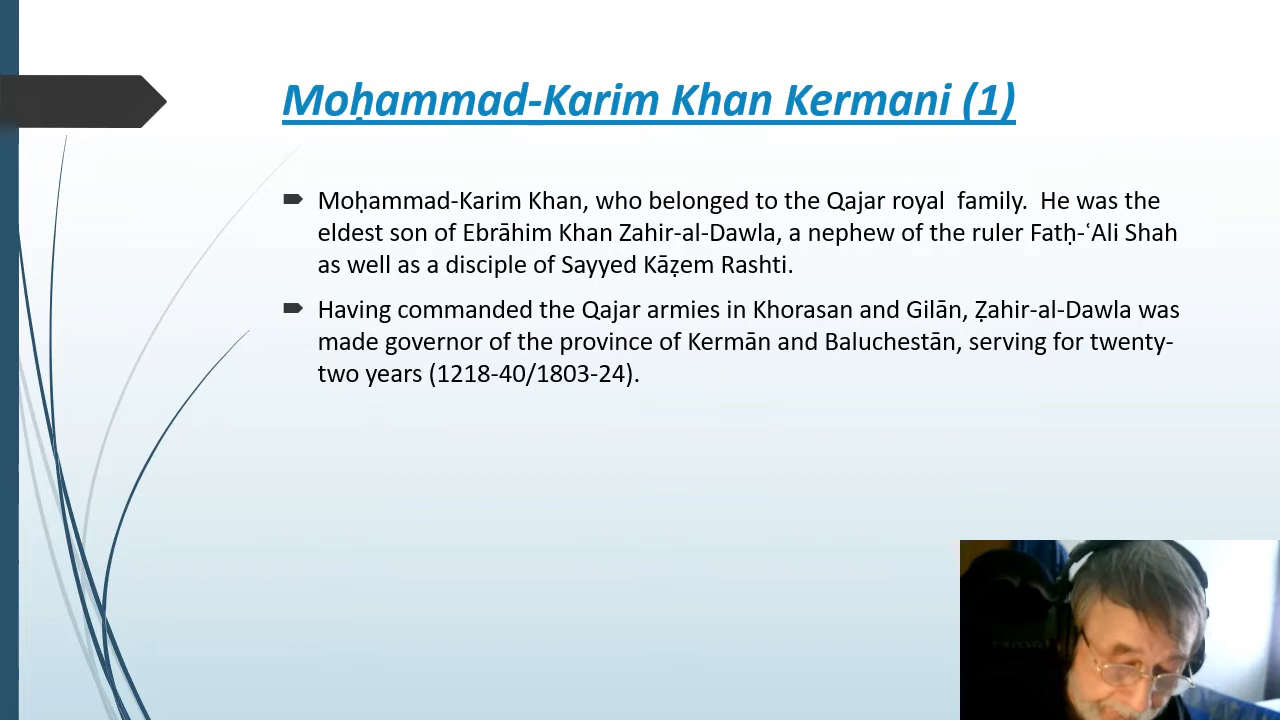 Moḥammad-Karim Khan Kermani (1)
Moḥammad-Karim Khan, who belonged to the Qajar royal  family.  He was the
eldest son of Ebrāhim Khan Zahir-al-Dawla, a nephew of the ruler Fatḥ-ʿAli Shah
as well as a disciple of Sayyed Kāẓem Rashti.
Having commanded the Qajar armies in Khorasan and Gilān, Ẓahir-al-Dawla was
made governor of the province of Kermān and Baluchestān, serving for twenty-
two years (1218-40/1803-24).